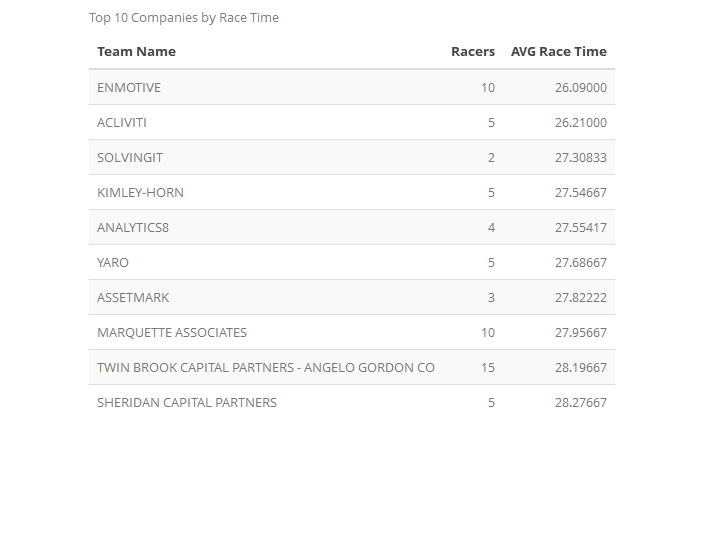 Top 10 Companies by Race Time
Team Name Racers AVG Race Time
ENMOTIVE 10 26.09000
ACLIVITI 5 26.21000
SOLVINGIT 2 27.30833
KIMLEY-HORN 5 27.54667
ANALYTICS8 4 27.55417
YARO 5 27.68667
ASSETMARK 3 27.82222
MARQUETTE ASSOCIATES 10 27.95667
TWIN BROOK CAPITAL PARTNERS - ANGELO GORDON CO 15 28.19667
SHERIDAN CAPITAL PARTNERS 5 28.27667